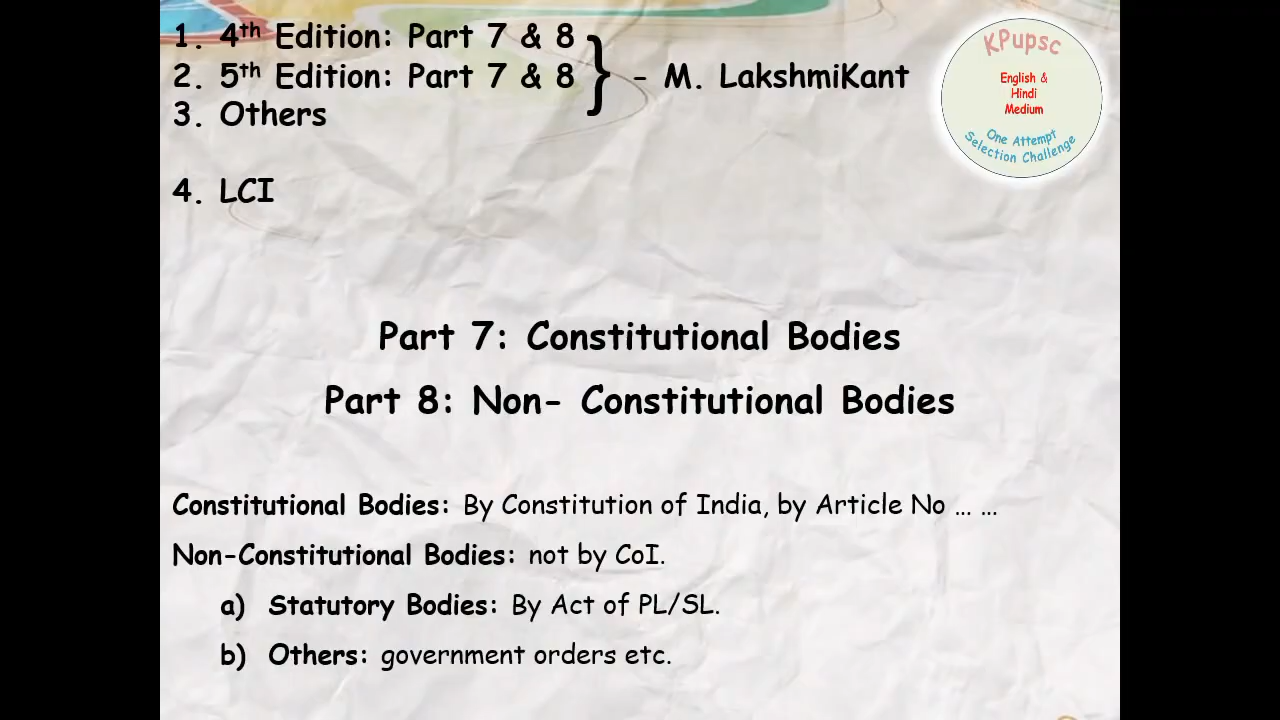 1. 4th Edition: Part 7 & 8
2. 5th Edition: Part 7 & 8 } - M. LakshmiKant
3. Others
4. LCI
KPupsc
English &
Hindi
Medium
One Attempt
Selection Challenge
Part 7: Constitutional Bodies
Part 8: Non- Constitutional Bodies
Constitutional Bodies: By Constitution of India, by Article No … …
Non-Constitutional Bodies: not by CoI.
a) Statutory Bodies: By Act of PL/SL.
b) Others: government orders etc.